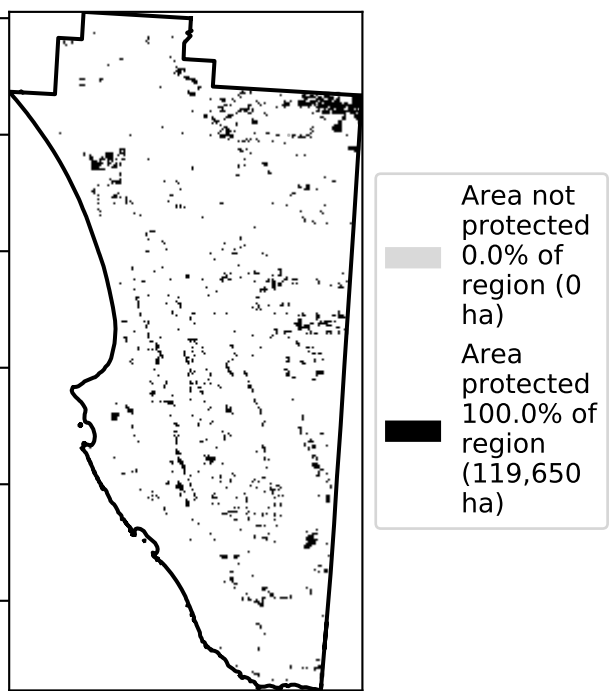 Area not
protected
0.0% of
region (0
ha)
Area
protected
100.0% of
region
(119,650
ha)